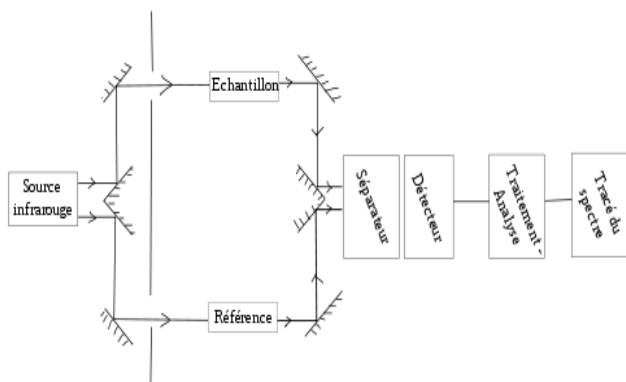 Echantillon
Source
infrarouge
Séparateur
Détecteur
Traitement -
Analyse
Tracé du
spectre
Référence